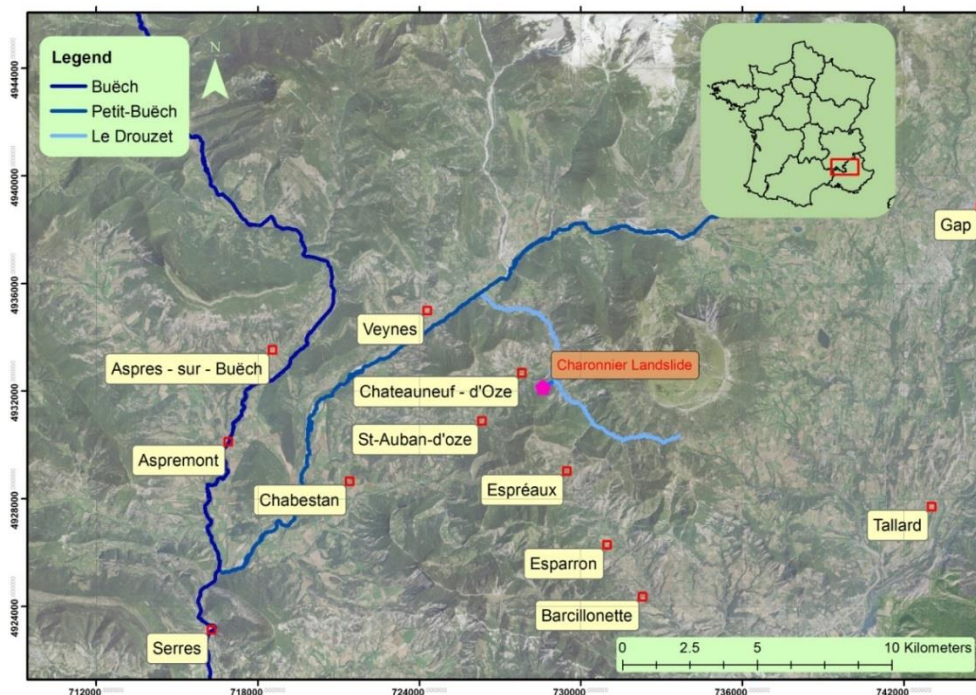 Legend
Buëch
Petit-Buëch
Le Drouzet
N
Gap
Veynes
Aspres - sur - Buëch
Charonnier Landslide
Chateauneuf - d'Oze
St-Auban-d'oze
Aspremont
Chabestan
Espréaux
Tallard
Esparron
Barcillonette
Serres
0 2.5 5 10 Kilometers
4944000
4940000
4936000
4932000
4928000
4924000
712000 718000 724000 730000 736000 742000